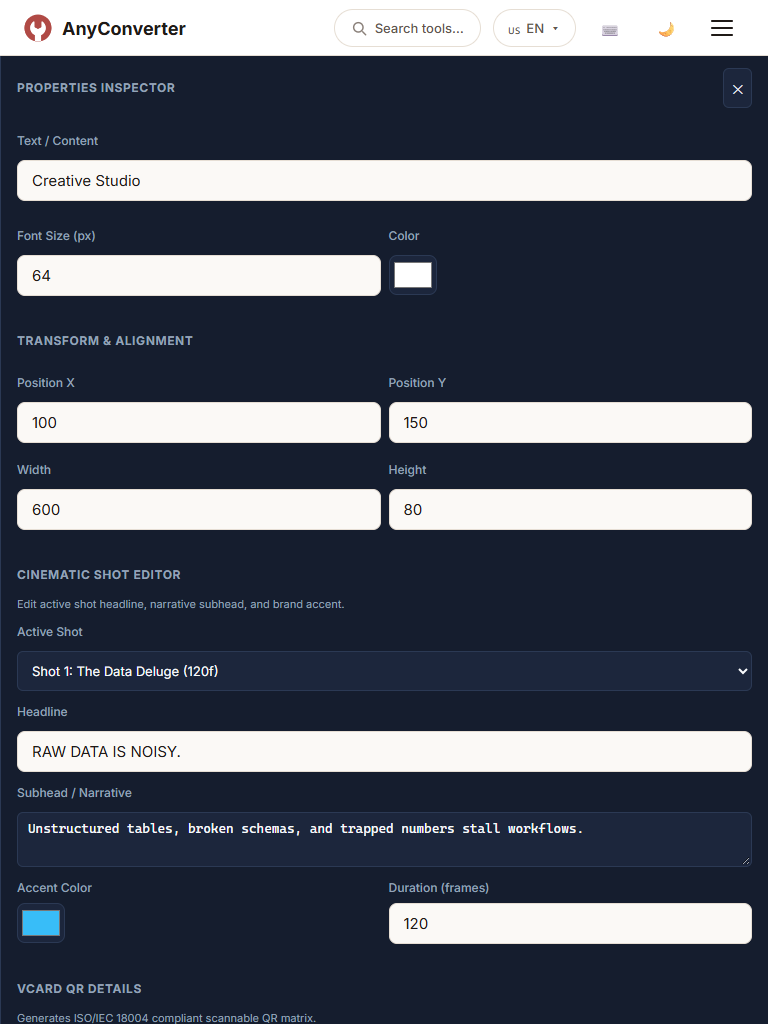 AnyConverter
Search tools...
US EN
PROPERTIES INSPECTOR
×
Text / Content
Creative Studio
Font Size (px)
Color
64
TRANSFORM & ALIGNMENT
Position X
Position Y
100
150
Width
Height
600
80
CINEMATIC SHOT EDITOR
Edit active shot headline, narrative subhead, and brand accent.
Active Shot
Shot 1: The Data Deluge (120f)
Headline
RAW DATA IS NOISY.
Subhead / Narrative
Unstructured tables, broken schemas, and trapped numbers stall workflows.
Accent Color
Duration (frames)
120
VCARD QR DETAILS
Generates ISO/IEC 18004 compliant scannable QR matrix.